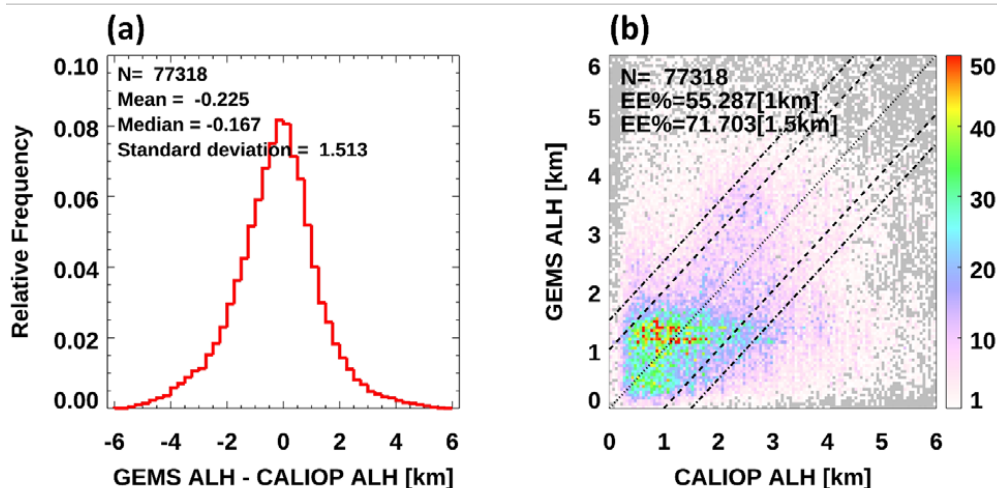 (a)
(b)
N= 77318
Mean = -0.225
Median = -0.167
Standard deviation = 1.513
Relative Frequency
0.10
0.08
0.06
0.04
0.02
0.00
-6 -4 -2 0 2 4 6
GEMS ALH - CALIOP ALH [km]
N= 77318
EE%=55.287[1km]
EE%=71.703[1.5km]
GEMS ALH [km]
6
5
4
3
2
1
0
0 1 2 3 4 5 6
CALIOP ALH [km]
50
40
30
20
10
1